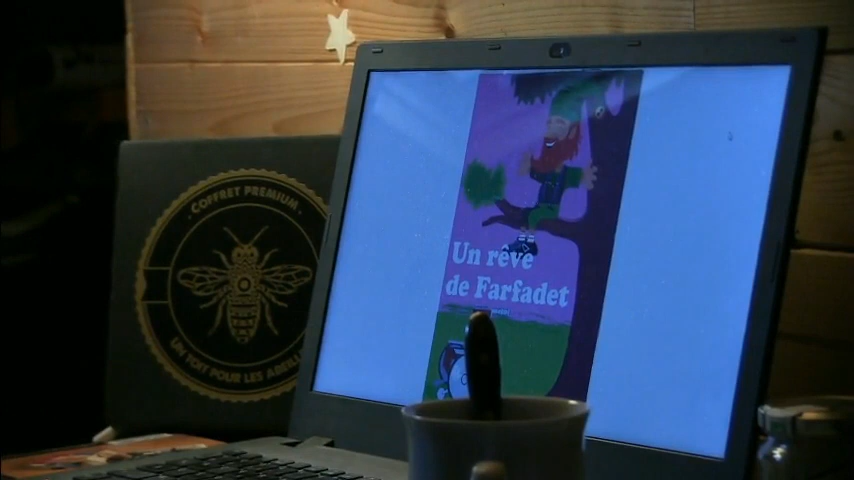 COFFRET PREMIUM
UN TOIT POUR LES ABEILLES
Un rêve
de Farfadet